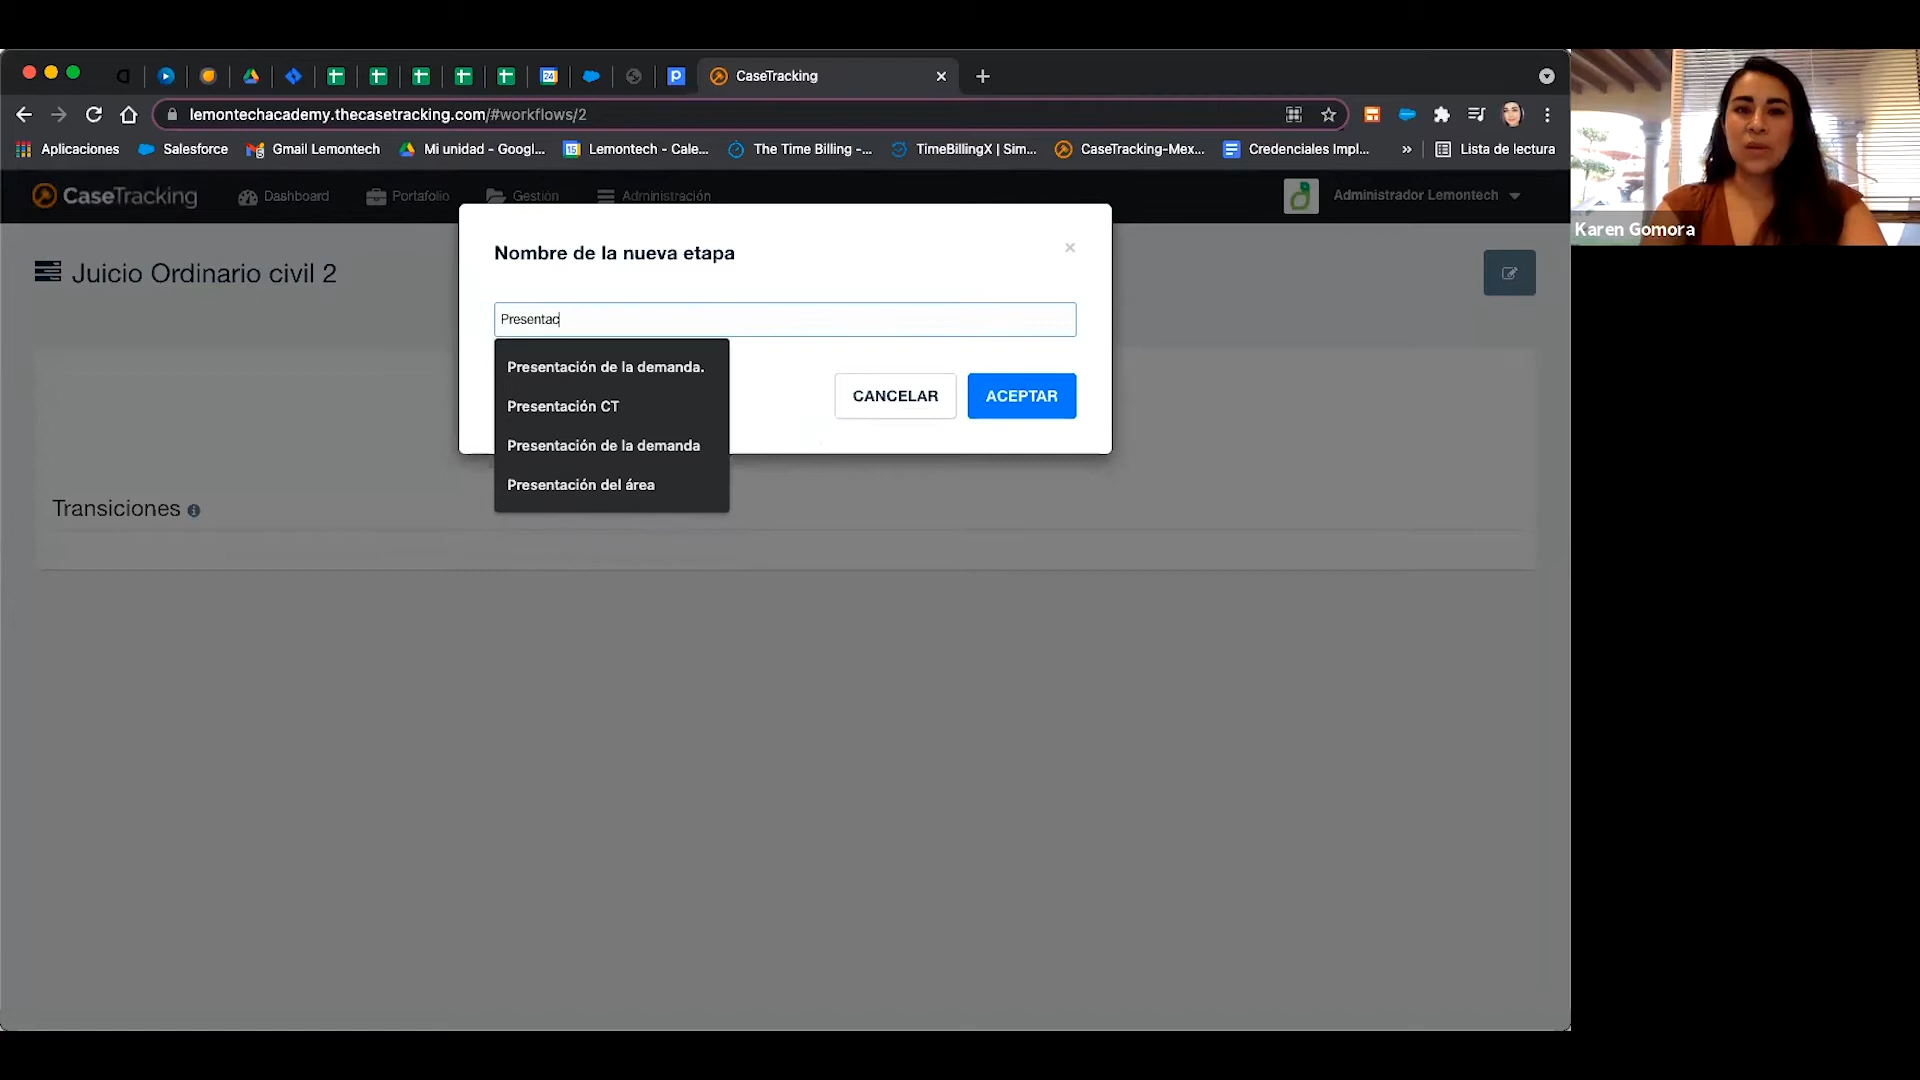 CaseTracking
lemontechacademy.thecasetracking.com/#workflows/2
Aplicaciones
Salesforce
Gmail Lemontech
Mi unidad - Googl...
15
Lemontech - Cale...
The Time Billing -...
TimeBillingX | Sim...
CaseTracking-Mex...
Credenciales Impl...
»
Lista de lectura
24
CaseTracking
Dashboard
Portafolio
Gestión
Administración
Administrador Lemontech
Karen Gomora
Juicio Ordinario civil 2
Nombre de la nueva etapa
×
Presentac
Presentación de la demanda.
Presentación CT
Presentación de la demanda
Presentación del área
CANCELAR
ACEPTAR
Transiciones